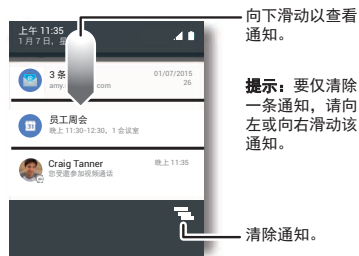 上午 11:35
1 月 7 日，星
向下滑动以查看
通知。
3 条
01/07/2015
amy.
com
26
提示：要仅清除
一条通知，请向
左或向右滑动该
通知。
员工周会
晚上 11:30-12:30，1 会议室
31
Craig Tanner
晚上 11:35
您受邀参加视频通话
清除通知。